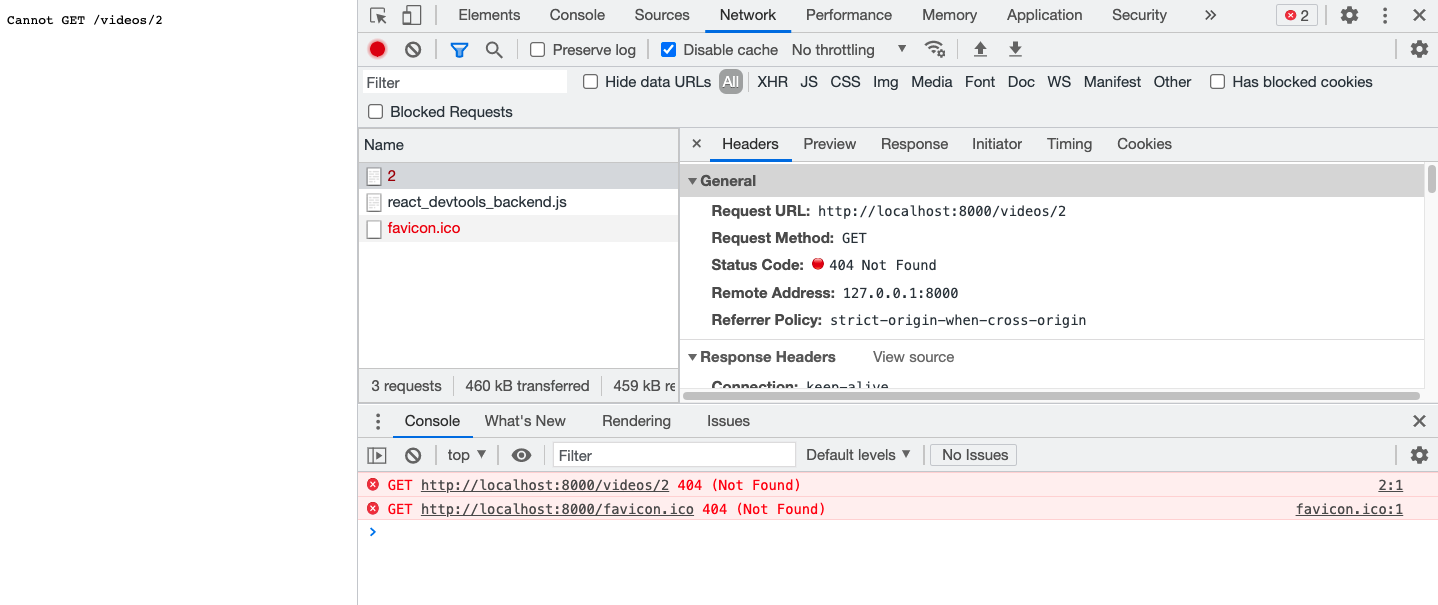 Cannot GET /videos/2
Elements Console Sources Network Performance Memory Application Security » 2
Preserve log Disable cache No throttling
Filter Hide data URLs All XHR JS CSS Img Media Font Doc WS Manifest Other Has blocked cookies
Blocked Requests
Name
2
react_devtools_backend.js
favicon.ico
3 requests 460 kB transferred 459 kB re
× Headers Preview Response Initiator Timing Cookies
General
Request URL: http://localhost:8000/videos/2
Request Method: GET
Status Code: 404 Not Found
Remote Address: 127.0.0.1:8000
Referrer Policy: strict-origin-when-cross-origin
Response Headers View source
Connection: keep-alive
Console What's New Rendering Issues
top Filter Default levels No Issues
GET http://localhost:8000/videos/2 404 (Not Found) 2:1
GET http://localhost:8000/favicon.ico 404 (Not Found) favicon.ico:1